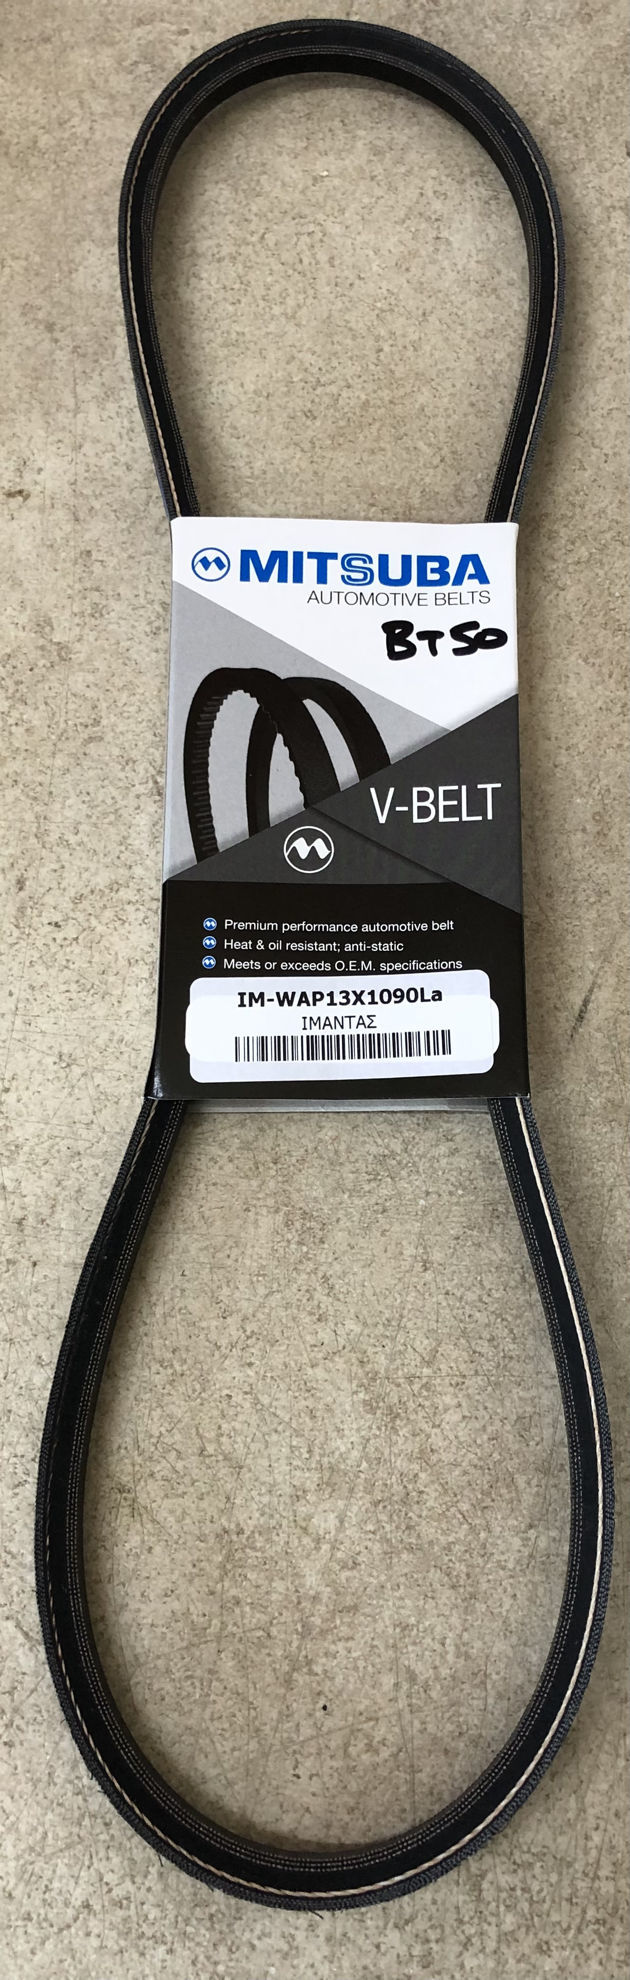 MITSUBA
AUTOMOTIVE BELTS
BT50
V-BELT
Premium performance automotive belt
Heat & oil resistant; anti-static
Meets or exceeds O.E.M. specifications
IM-WAP13X1090La
ΙΜΑΝΤΑΣ